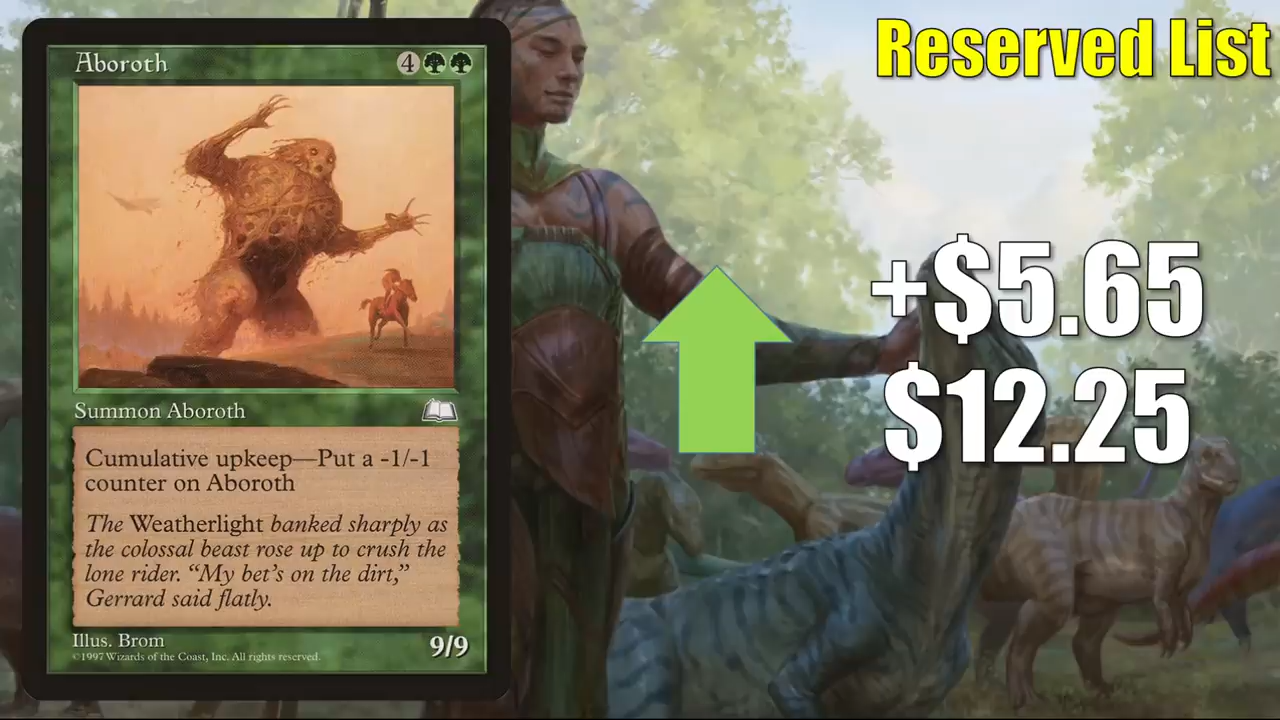 Aboroth 4
Summon Aboroth
Cumulative upkeep—Put a -1/-1
counter on Aboroth
The Weatherlight banked sharply as
the colossal beast rose up to crush the
lone rider. “My bet’s on the dirt,”
Gerrard said flatly.
Illus. Brom
©1997 Wizards of the Coast, Inc. All rights reserved.
9/9
Reserved List
+$5.65
$12.25